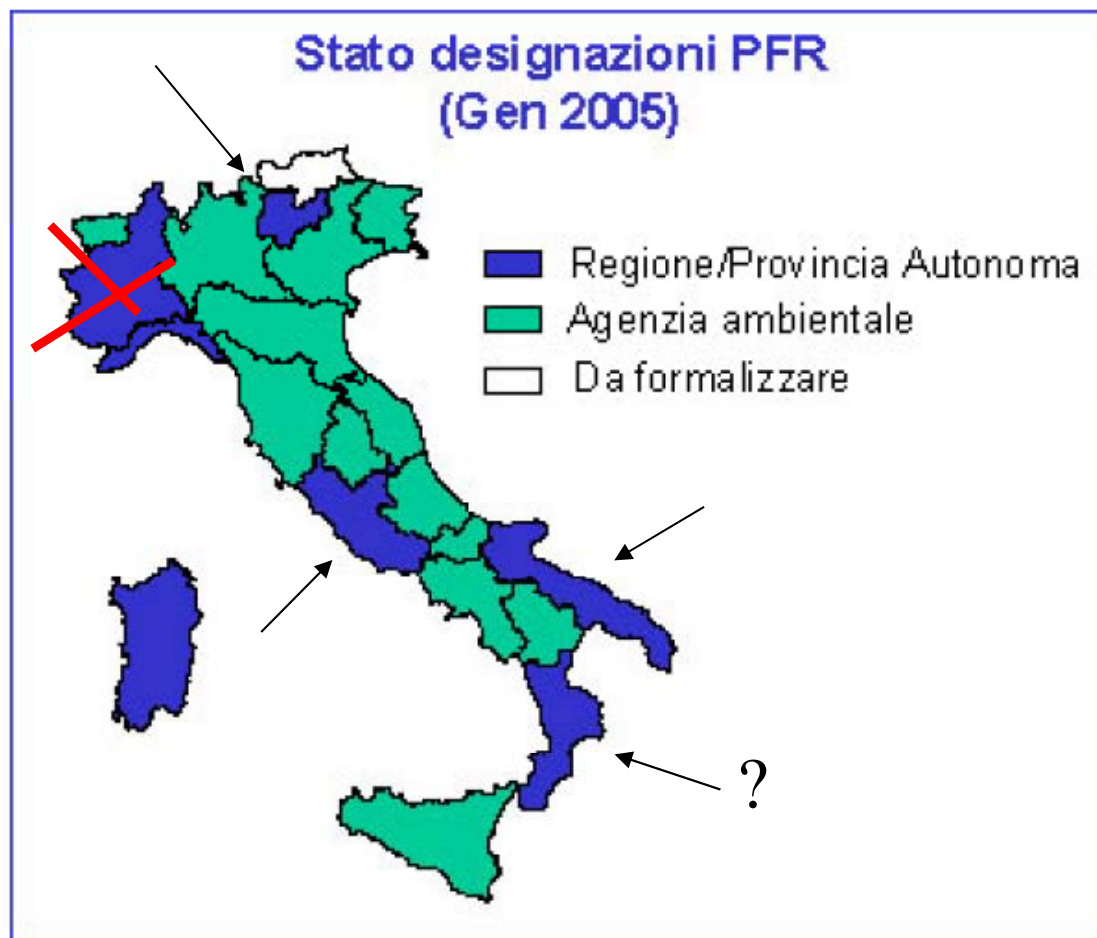 Stato designazioni PFR
(Gen 2005)
Regione/Provincia Autonoma
Agenzia ambientale
Da formalizzare
?